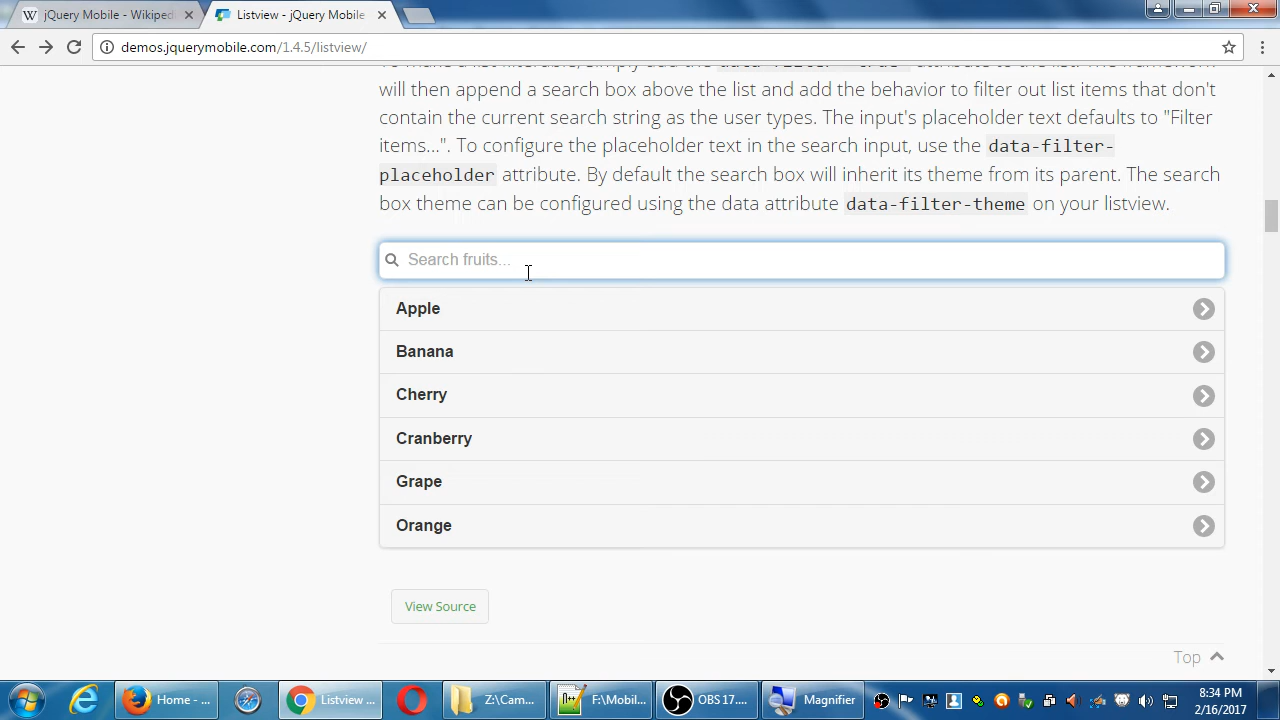 jQuery Mobile - Wikiped
Listview - jQuery Mobile
demos.jquerymobile.com/1.4.5/listview/
will then append a search box above the list and add the behavior to filter out list items that don't
contain the current search string as the user types. The input's placeholder text defaults to "Filter
items...". To configure the placeholder text in the search input, use the data-filter-
placeholder attribute. By default the search box will inherit its theme from its parent. The search
box theme can be configured using the data attribute data-filter-theme on your listview.
Search fruits...
Apple
Banana
Cherry
Cranberry
Grape
Orange
View Source
Top
Home - ...
Listview ...
Z:\Cam...
F:\Mobil...
OBS 17....
Magnifier
8:34 PM
2/16/2017